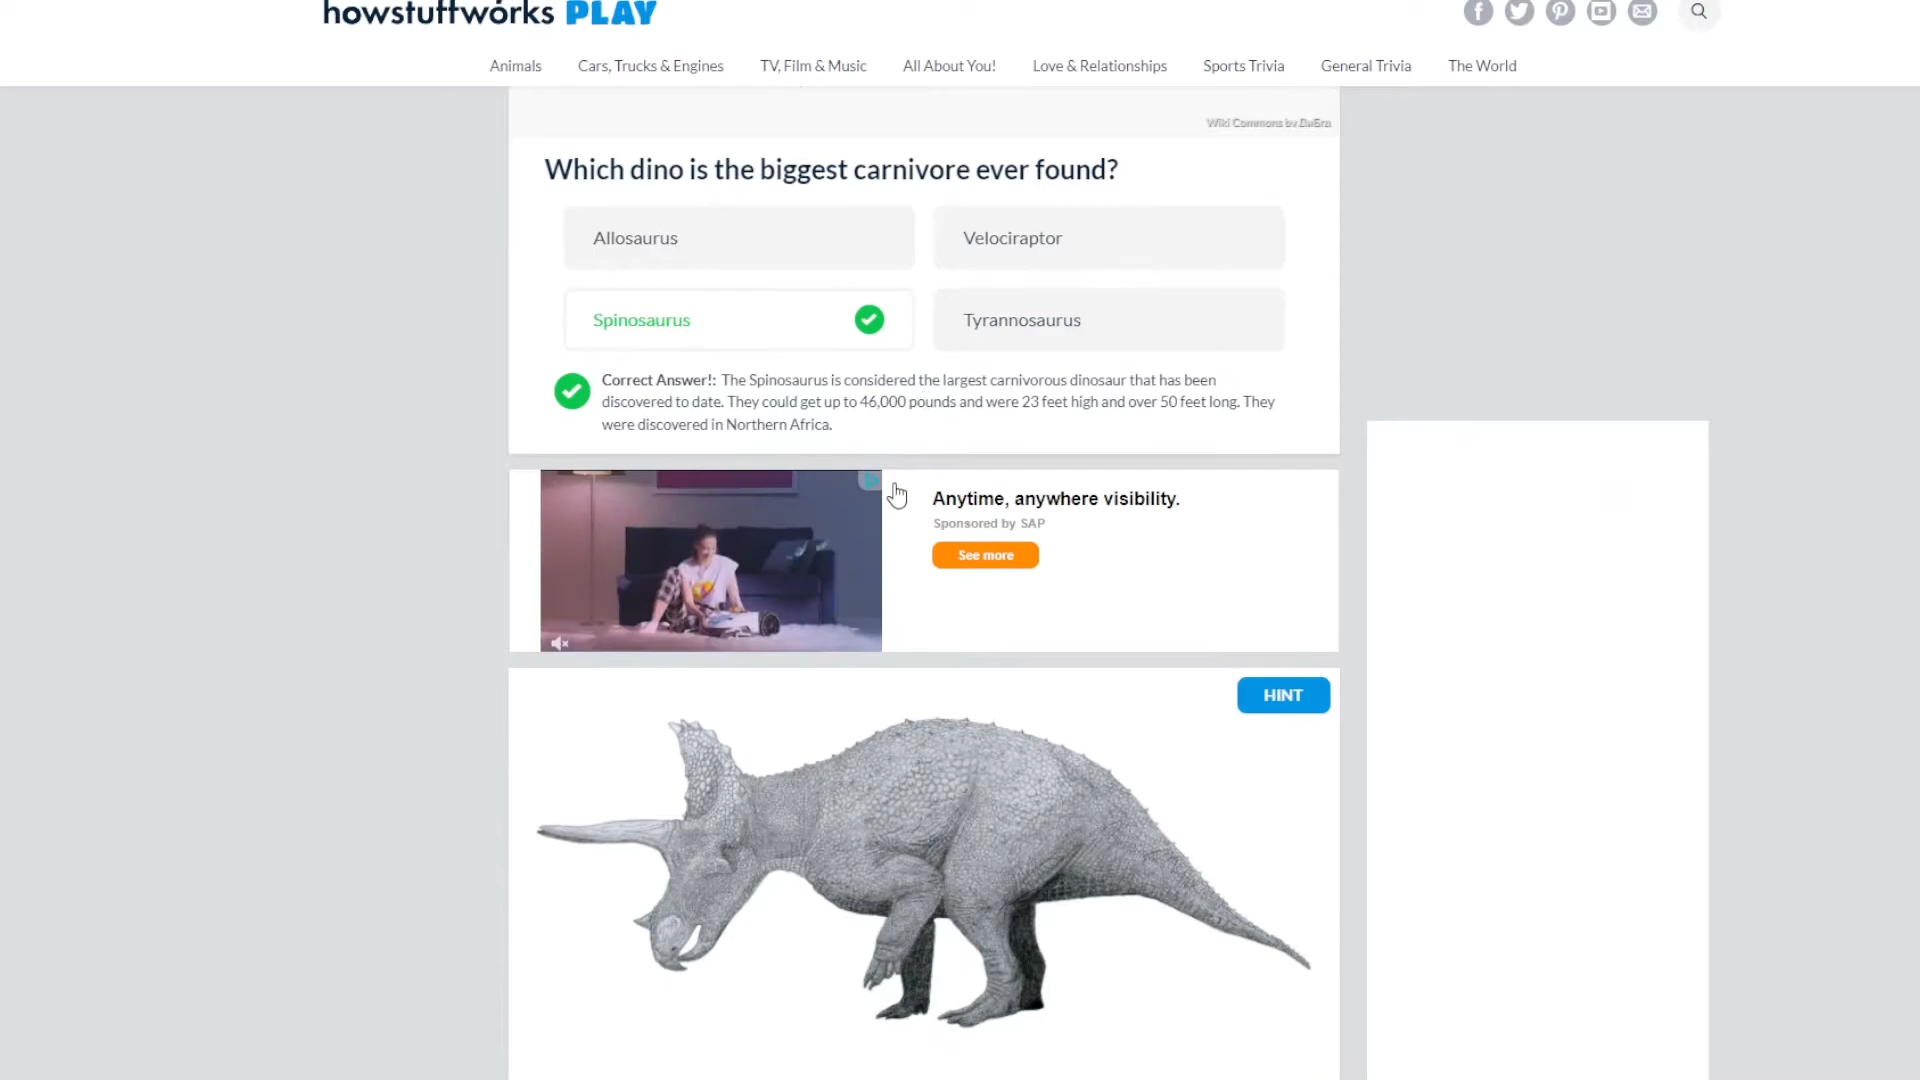 howstuffworks PLAY
Animals
Cars, Trucks & Engines
TV, Film & Music
All About You!
Love & Relationships
Sports Trivia
General Trivia
The World
Wiki Commons by DaEra
Which dino is the biggest carnivore ever found?
Allosaurus
Velociraptor
Spinosaurus
Tyrannosaurus
Correct Answer!: The Spinosaurus is considered the largest carnivorous dinosaur that has been
discovered to date. They could get up to 46,000 pounds and were 23 feet high and over 50 feet long. They
were discovered in Northern Africa.
Anytime, anywhere visibility.
Sponsored by SAP
See more
HINT